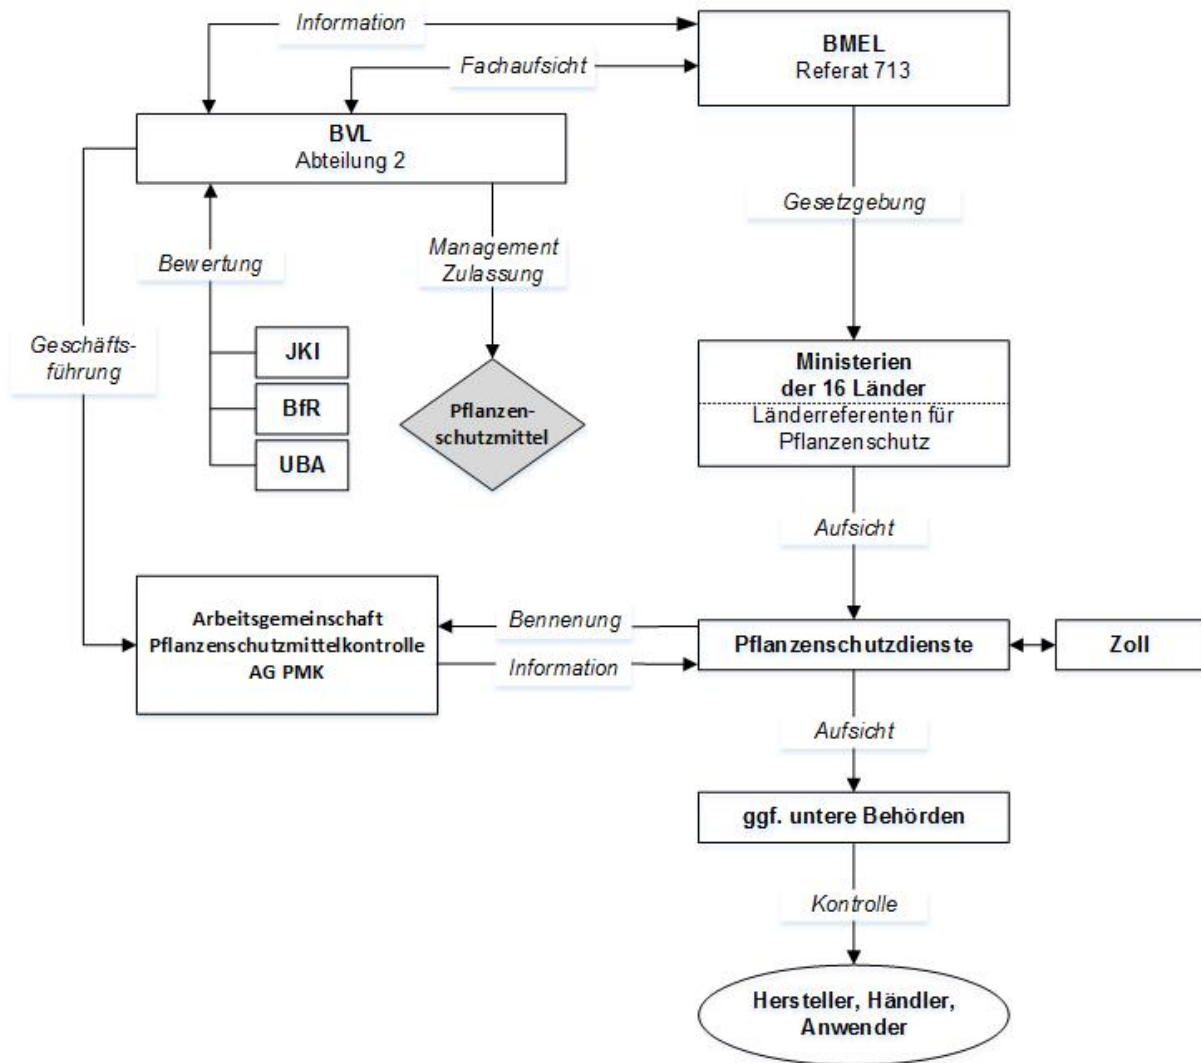 Information
BMEL
Referat 713
Fachaufsicht
BVL
Abteilung 2
Gesetzgebung
Bewertung
Management
Zulassung
Geschäfts-
führung
JKI
BfR
UBA
Pflanzen-
schutzmittel
Ministerien
der 16 Länder
Länderreferenten für
Pflanzenschutz
Aufsicht
Arbeitsgemeinschaft
Pflanzenschutzmittelkontrolle
AG PMK
Bennenung
Information
Pflanzenschutzdienste
Zoll
Aufsicht
ggf. untere Behörden
Kontrolle
Hersteller, Händler,
Anwender